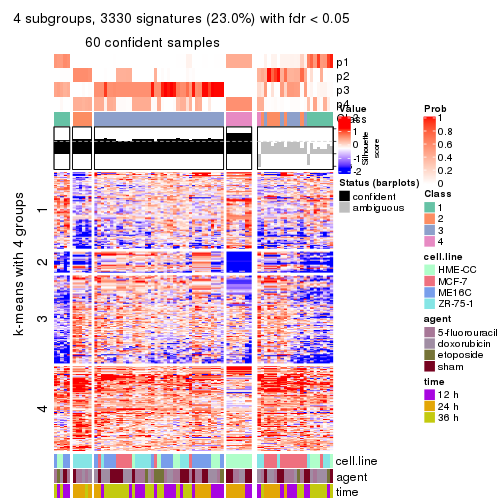 4 subgroups, 3330 signatures (23.0%) with fdr < 0.05
60 confident samples
p1
p2
p3
p4
Class
Silhouette
score
k-means with 4 groups
1
2
3
4
cell.line
agent
time
Value
1
0
-1
-2
Status (barplots)
confident
ambiguous
Prob
1
0.8
0.6
0.4
0.2
0
Class
1
2
3
4
cell.line
HME-CC
MCF-7
ME16C
ZR-75-1
agent
5-fluorouracil
doxorubicin
etoposide
sham
time
12 h
24 h
36 h